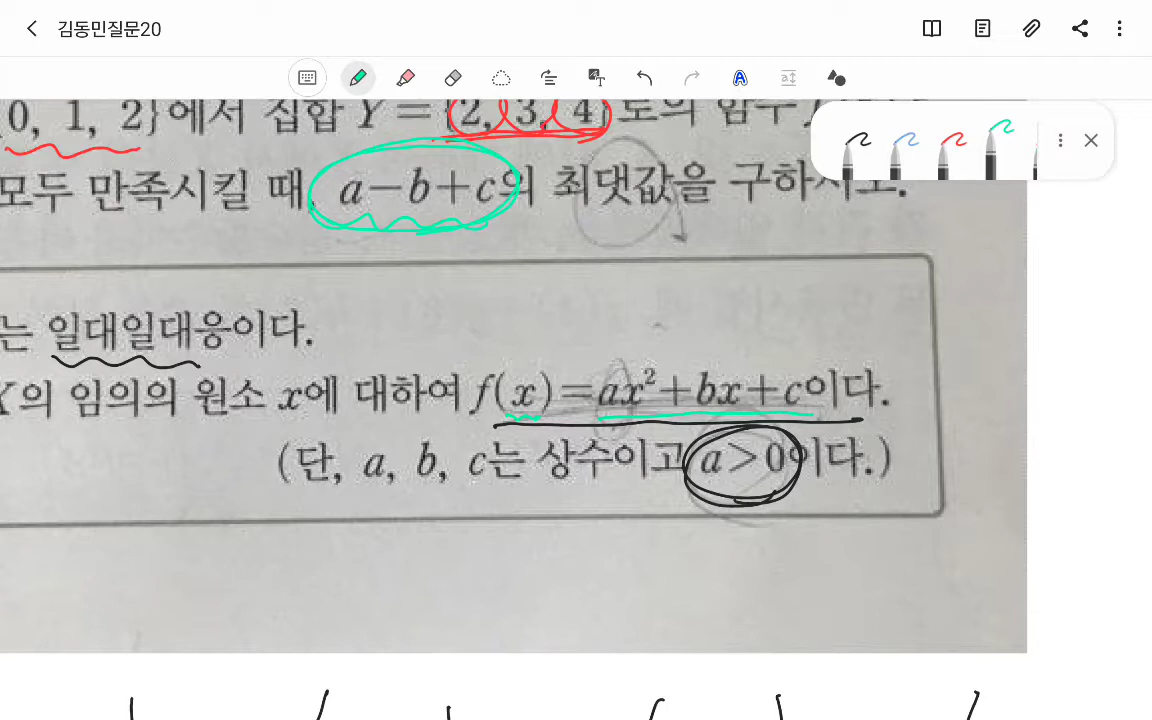 김동민질문20
0, 1, 2}에서 집합 Y={2, 3, 4}로의 함수
모두 만족시킬 때, a-b+c의 최댓값을 구하시오.
는 일대일대응이다.
X의 임의의 원소 x에 대하여 f(x)=ax²+bx+c이다.
(단, a, b, c는 상수이고 a>0이다.)